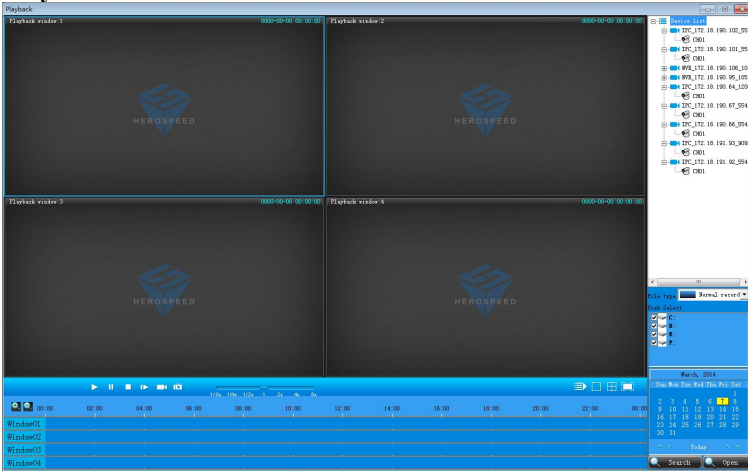 Playback
Playback window:1 0000-00-00 00:00:00
Playback window:2 0000-00-00 00:00:00
HEROSPEED
HEROSPEED
Playback window:3 0000-00-00 00:00:00
Playback window:4 0000-00-00 00:00:00
HEROSPEED
HEROSPEED
1/8x 1/4x 1/2x 1 2x 4x 8x
00:00 02:00 04:00 06:00 08:00 10:00 12:00 14:00 16:00 18:00 20:00 22:00 00:00
Window01
Window02
Window03
Window04
Device list
IPC_172.18.190.102_55
CH01
IPC_172.18.190.101_55
CH01
NVR_172.18.190.106_10
NVR_172.18.190.95_105
IPC_172.18.190.64_120
CH01
IPC_172.18.190.67_554
CH01
IPC_172.18.190.66_554
CH01
IPC_172.18.191.93_909
CH01
IPC_172.18.191.92_554
CH01
File type Normal record
Disk Select
C:
D:
E:
F:
March, 2014
Sun Mon Tue Wed Thu Fri Sat
1
2 3 4 5 6 7 8
9 10 11 12 13 14 15
16 17 18 19 20 21 22
23 24 25 26 27 28 29
30 31
Today
Search Open